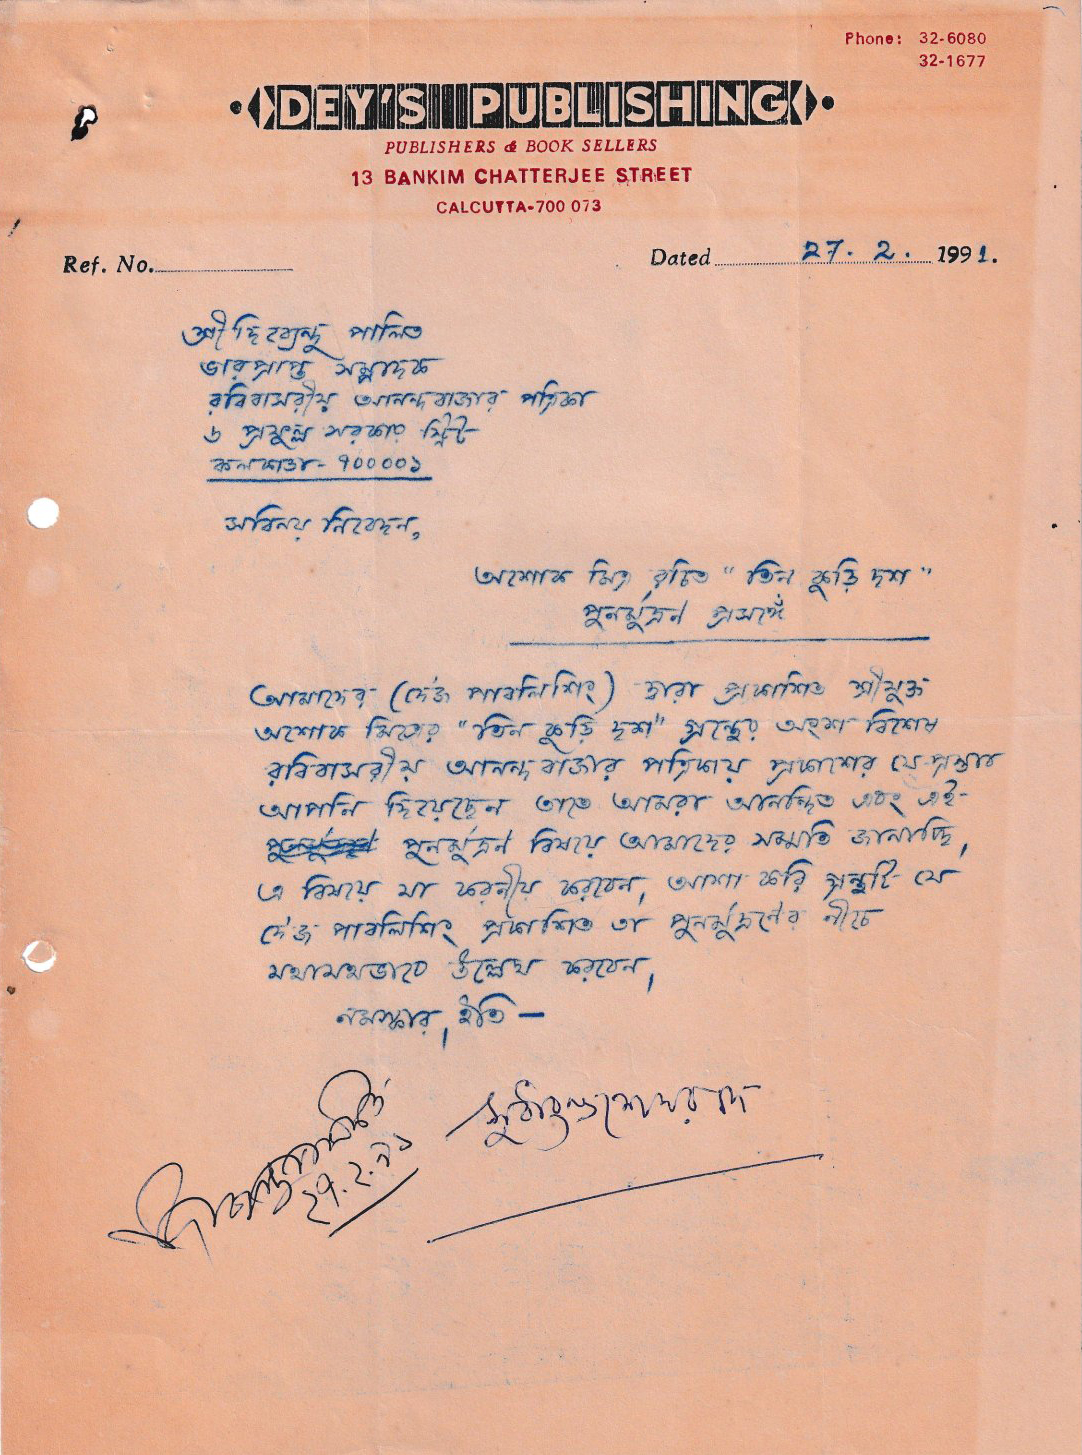 Phone: 32-6080
32-1677
DEY'S PUBLISHING
PUBLISHERS & BOOK SELLERS
13 BANKIM CHATTERJEE STREET
CALCUTTA-700 073
Ref. No. Dated 27. 2. 1991.
শ্রী দিব্যেন্দু পালিত
ভারপ্রাপ্ত সম্পাদক
রবিবাসরীয় আনন্দবাজার পত্রিকা
৬ প্রফুল্ল সরকার স্ট্রিট
কলকাতা - ৭০০০০১
সবিনয় নিবেদন,
অশোক মিত্র রচিত "তিন কুড়ি দশ"
পুনর্মুদ্রন প্রসঙ্গে
আমাদের (দে'জ পাবলিশিং) দ্বারা প্রকাশিত শ্রীযুক্ত
অশোক মিত্রের "তিন কুড়ি দশ" গ্রন্থের অংশ বিশেষ
রবিবাসরীয় আনন্দবাজার পত্রিকায় প্রকাশের যে প্রস্তাব
আপনি দিয়েছেন তাতে আমরা আনন্দিত এবং এই
পুনর্মুদ্রন বিষয়ে আমাদের সম্মতি জানাচ্ছি,
এ বিষয়ে যা করনীয় করবেন, আশা করি গ্রন্থটি যে
দে'জ পাবলিশিং প্রকাশিত তা পুনর্মুদ্রনের নীচে
যথাযথভাবে উল্লেখ করবেন,
নমস্কার, ইতি —
সুধাংশুশেখর দে
২৭.২.৯১